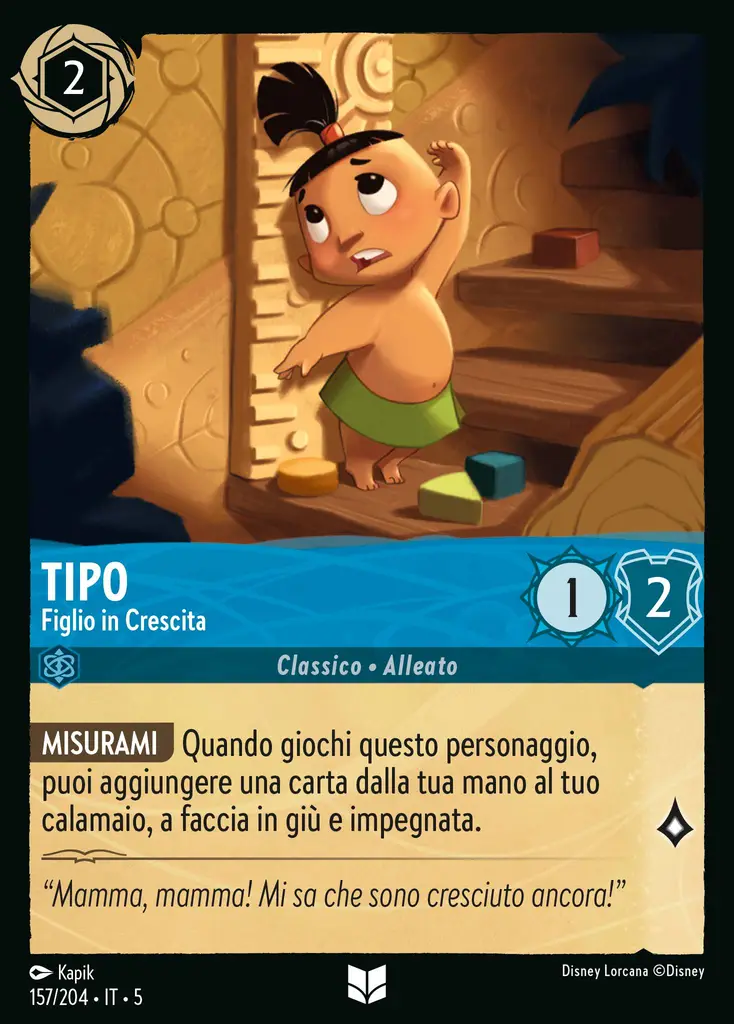 2
TIPO
Figlio in Crescita
1
2
Classico • Alleato
MISURAMI Quando giochi questo personaggio,
puoi aggiungere una carta dalla tua mano al tuo
calamaio, a faccia in giù e impegnata.
“Mamma, mamma! Mi sa che sono cresciuto ancora!”
Kapik
Disney Lorcana ©Disney
157/204 • IT • 5